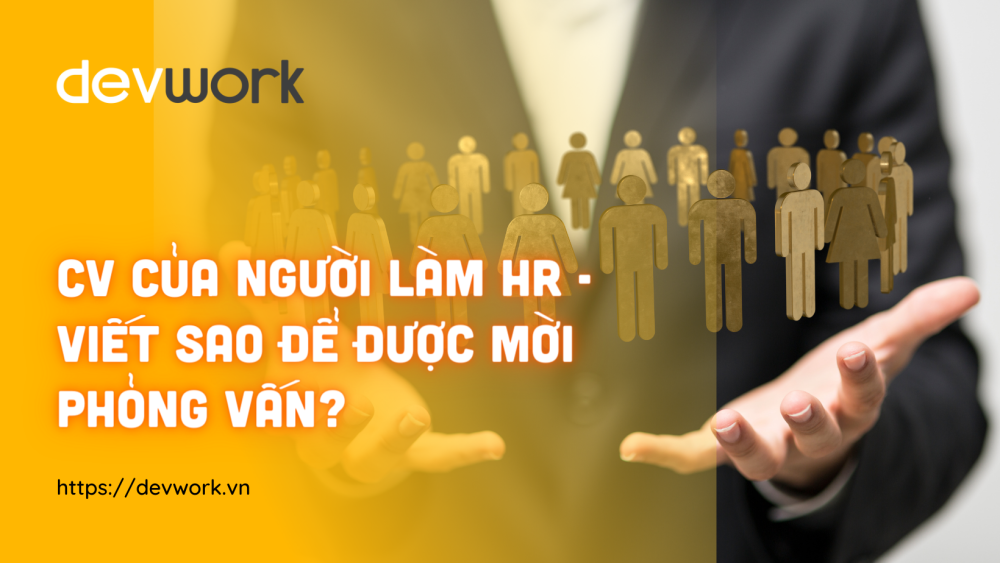 devwork
CV CỦA NGƯỜI LÀM HR -
VIẾT SAO ĐỂ ĐƯỢC MỜI
PHỎNG VẤN?
https://devwork.vn